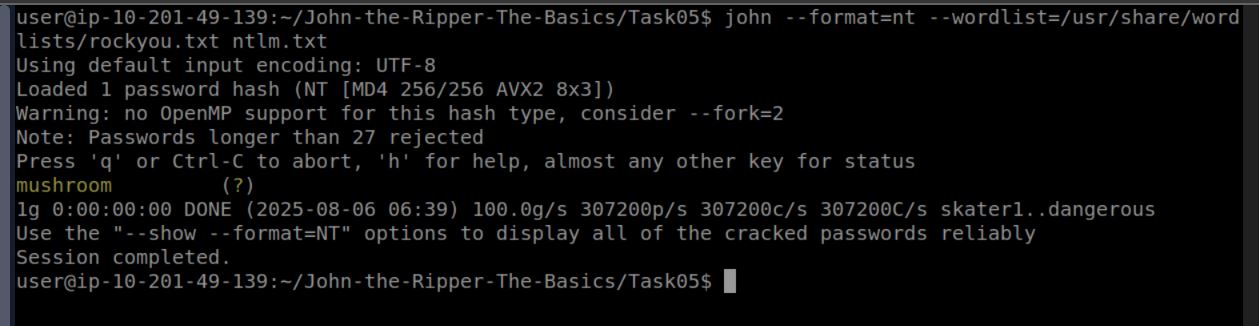 user@ip-10-201-49-139:~/John-the-Ripper-The-Basics/Task05$ john --format=nt --wordlist=/usr/share/word
lists/rockyou.txt ntlm.txt
Using default input encoding: UTF-8
Loaded 1 password hash (NT [MD4 256/256 AVX2 8x3])
Warning: no OpenMP support for this hash type, consider --fork=2
Note: Passwords longer than 27 rejected
Press 'q' or Ctrl-C to abort, 'h' for help, almost any other key for status
mushroom         (?)
1g 0:00:00:00 DONE (2025-08-06 06:39) 100.0g/s 307200p/s 307200c/s 307200C/s skater1..dangerous
Use the "--show --format=NT" options to display all of the cracked passwords reliably
Session completed.
user@ip-10-201-49-139:~/John-the-Ripper-The-Basics/Task05$